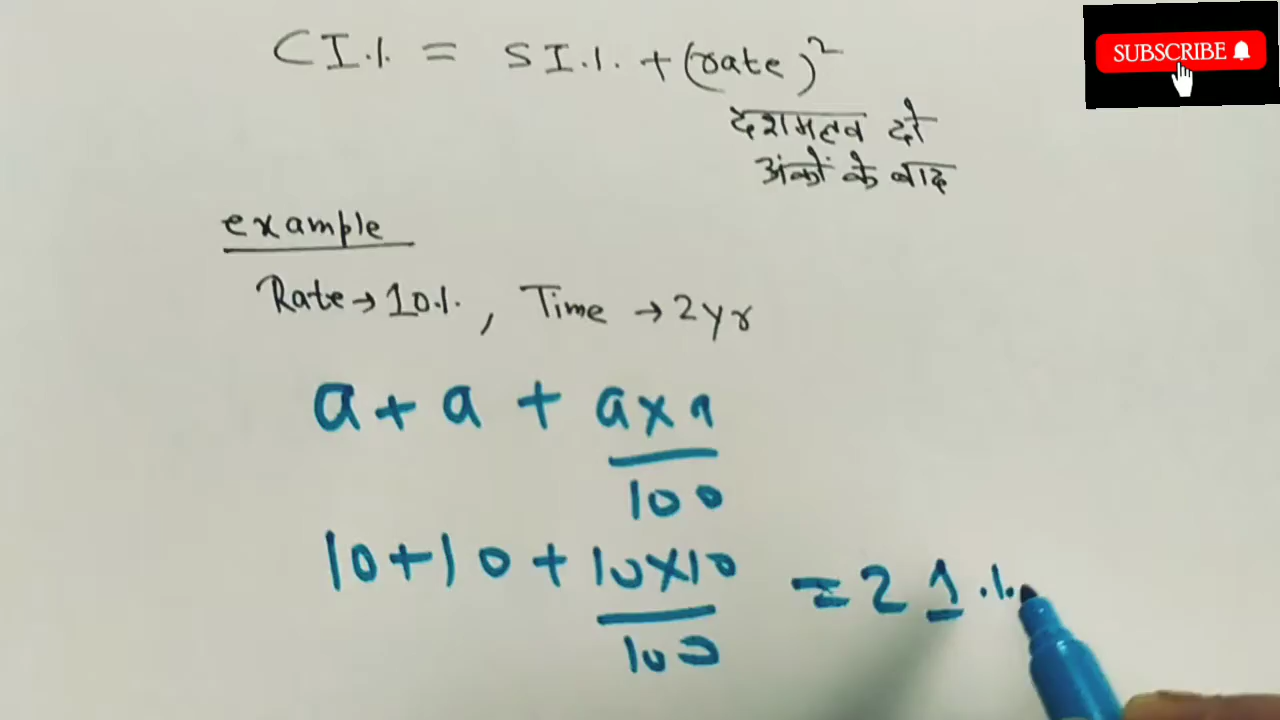 CI.%. = SI.%. + (rate)²
SUBSCRIBE
दशमलव दो
अंकों के बाद
example
Rate → 10%. , Time → 2yr
a + a + a×a
100
10+10 + 10×10 = 21.%.
100